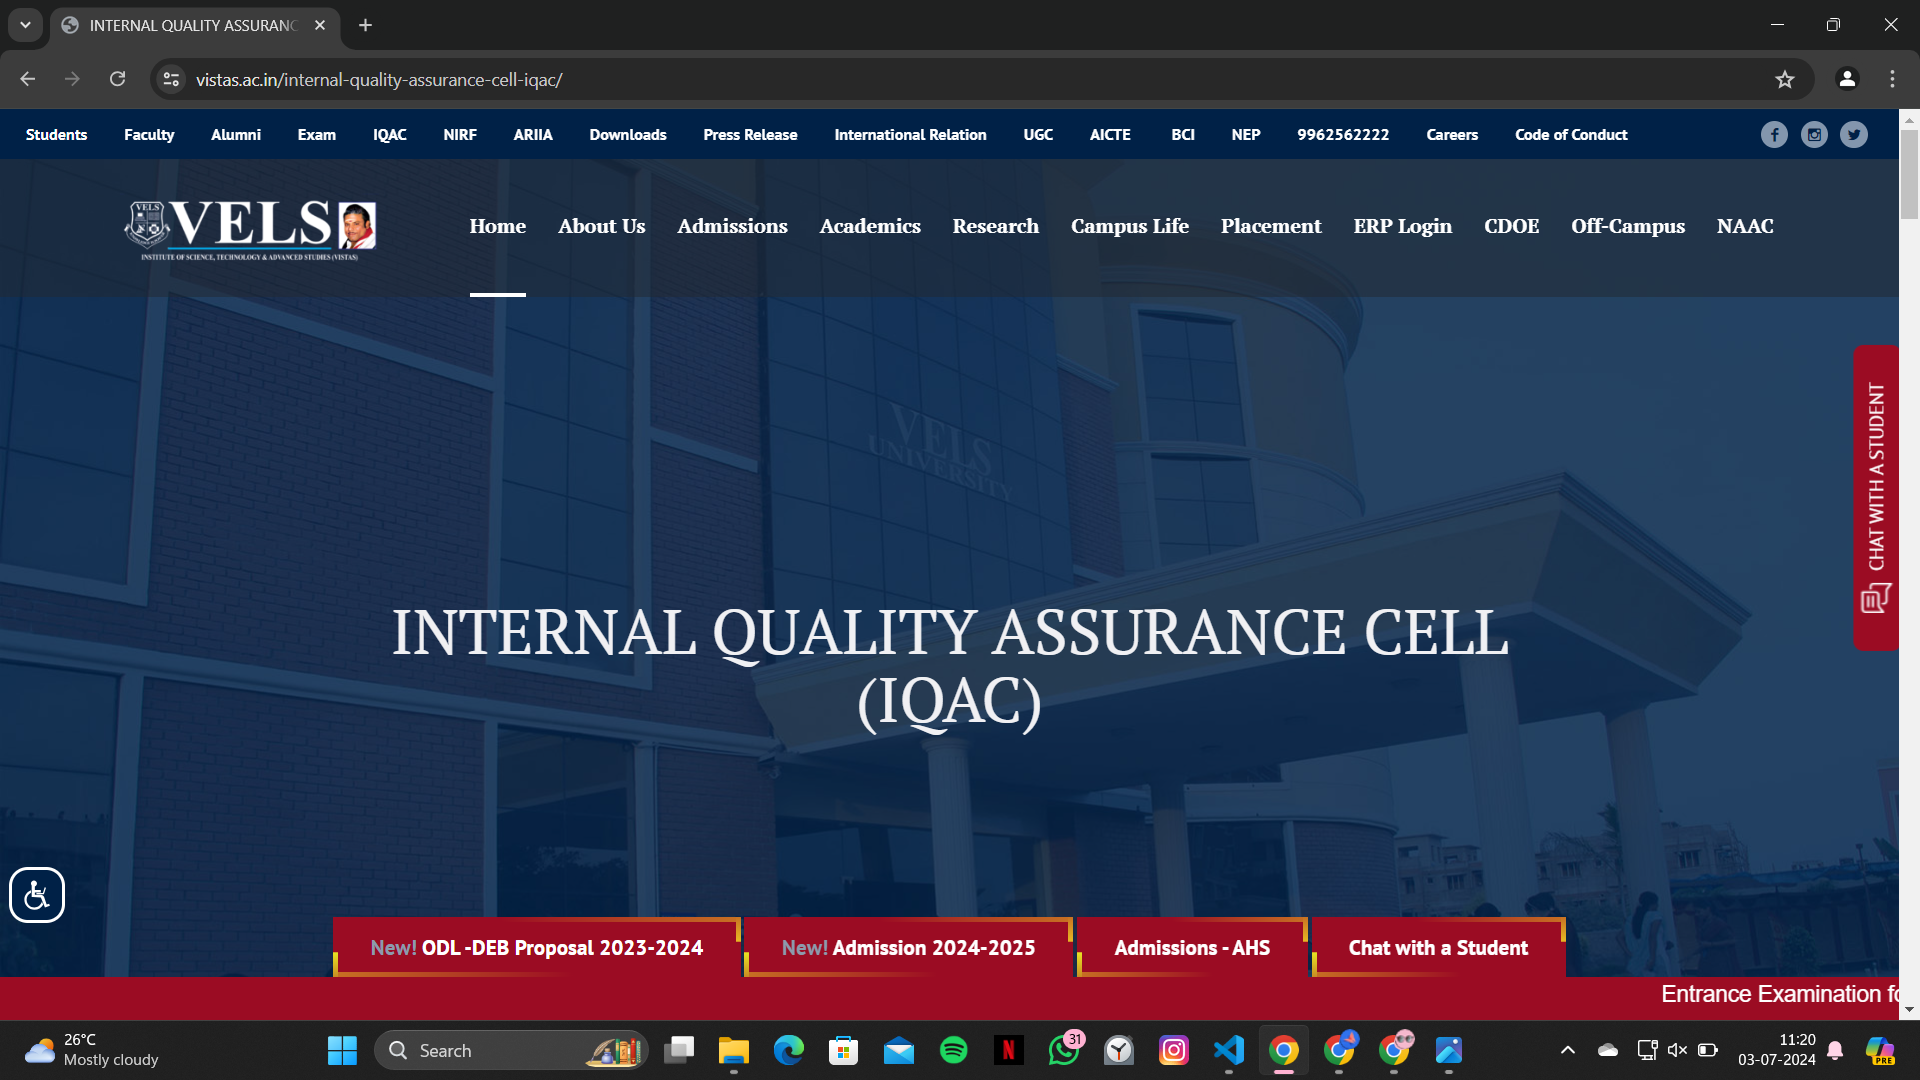 INTERNAL QUALITY ASSURANC
vistas.ac.in/internal-quality-assurance-cell-iqac/
Students Faculty Alumni Exam IQAC NIRF ARIIA Downloads Press Release International Relation UGC AICTE BCI NEP 9962562222 Careers Code of Conduct
VELS
VELS
INSTITUTE OF SCIENCE, TECHNOLOGY & ADVANCED STUDIES (VISTAS)
Home About Us Admissions Academics Research Campus Life Placement ERP Login CDOE Off-Campus NAAC
VELS
UNIVERSITY
CHAT WITH A STUDENT
INTERNAL QUALITY ASSURANCE CELL
(IQAC)
New! ODL -DEB Proposal 2023-2024 New! Admission 2024-2025 Admissions - AHS Chat with a Student
Entrance Examination fo
26°C
Mostly cloudy
Search
N
31
11:20
03-07-2024
PRE